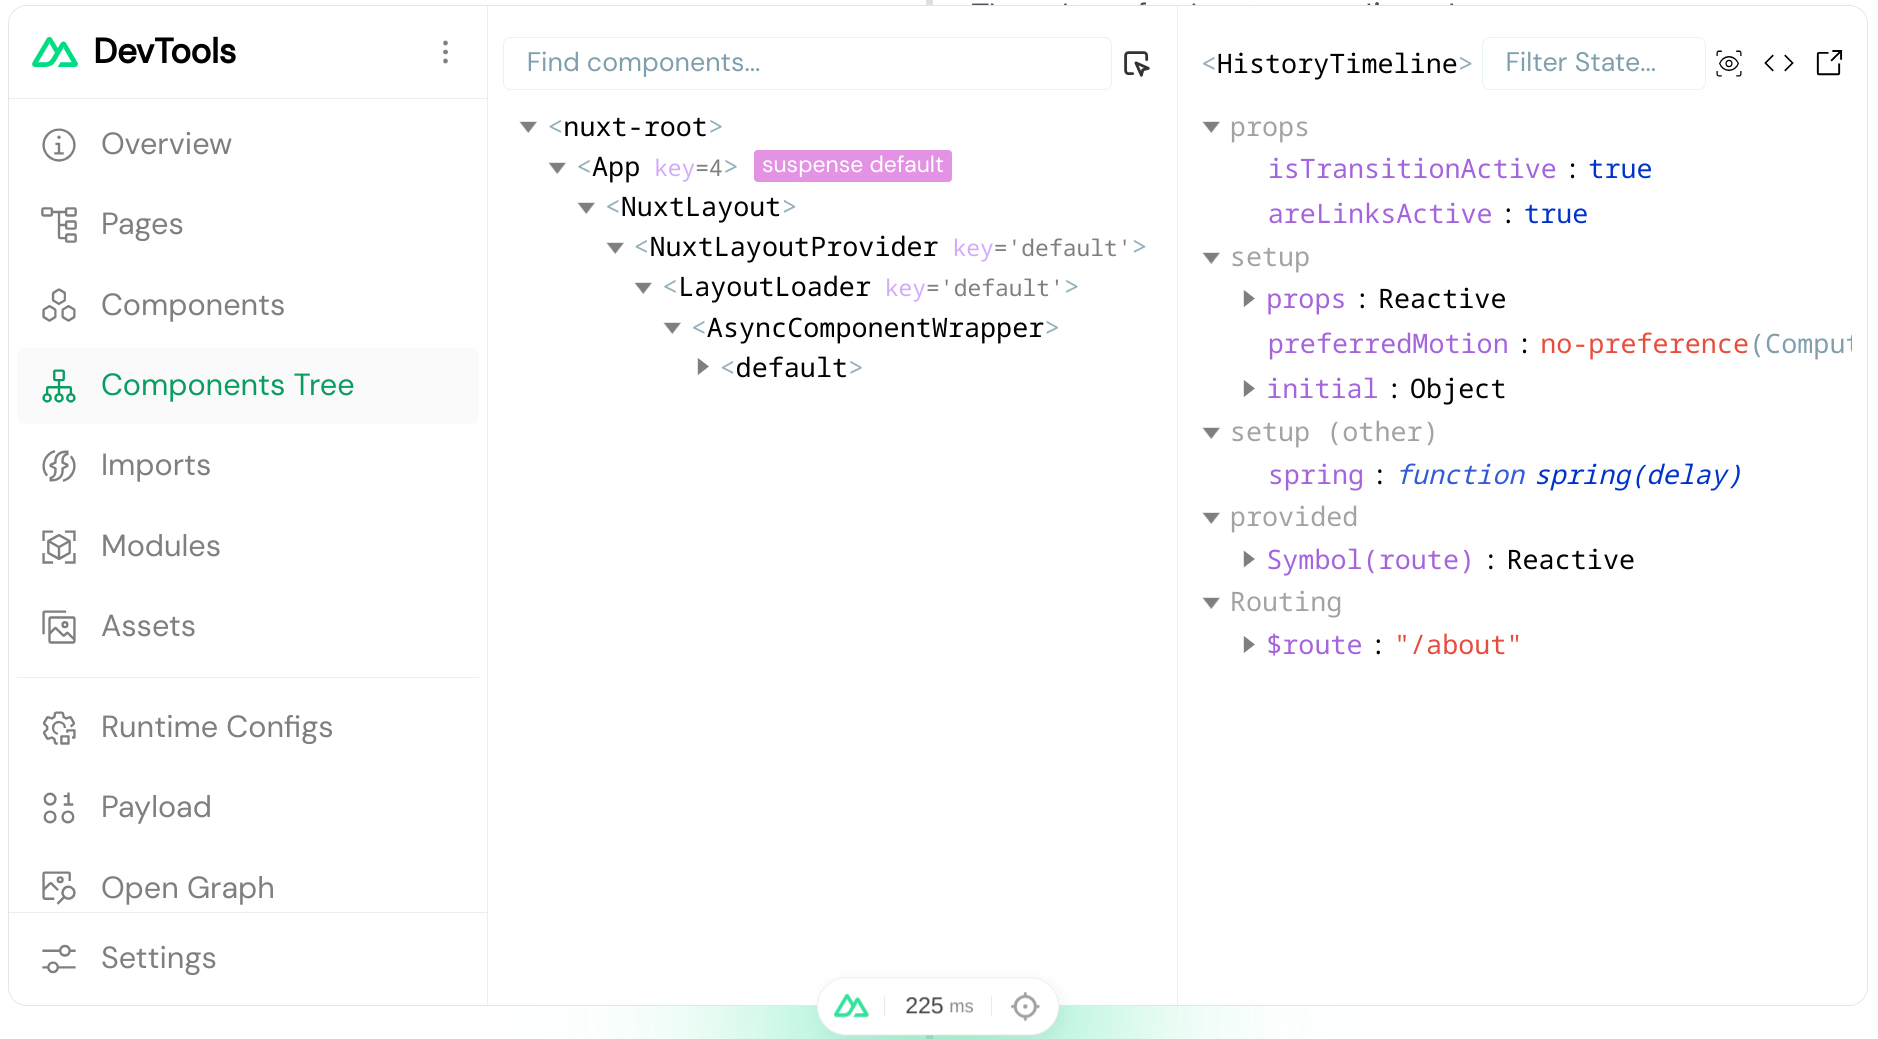 DevTools
Overview
Pages
Components
Components Tree
Imports
Modules
Assets
Runtime Configs
Payload
Open Graph
Settings
Find components...
<nuxt-root>
<App key=4> suspense default
<NuxtLayout>
<NuxtLayoutProvider key='default'>
<LayoutLoader key='default'>
<AsyncComponentWrapper>
<default>
<HistoryTimeline> Filter State...
props
isTransitionActive : true
areLinksActive : true
setup
props : Reactive
preferredMotion : no-preference(Comput
initial : Object
setup (other)
spring : function spring(delay)
provided
Symbol(route) : Reactive
Routing
$route : "/about"
225 ms